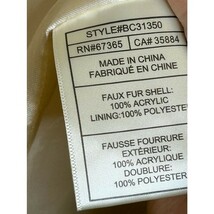 STYLE#BC31350
RN#67365 CA# 35884
MADE IN CHINA
FABRIQUÉ EN CHINE
FAUX FUR SHELL:
100% ACRYLIC
LINING:100% POLYESTER
FAUSSE FOURRURE
EXTÉRIEUR:
100% ACRYLIQUE
DOUBLURE:
100% POLYESTER